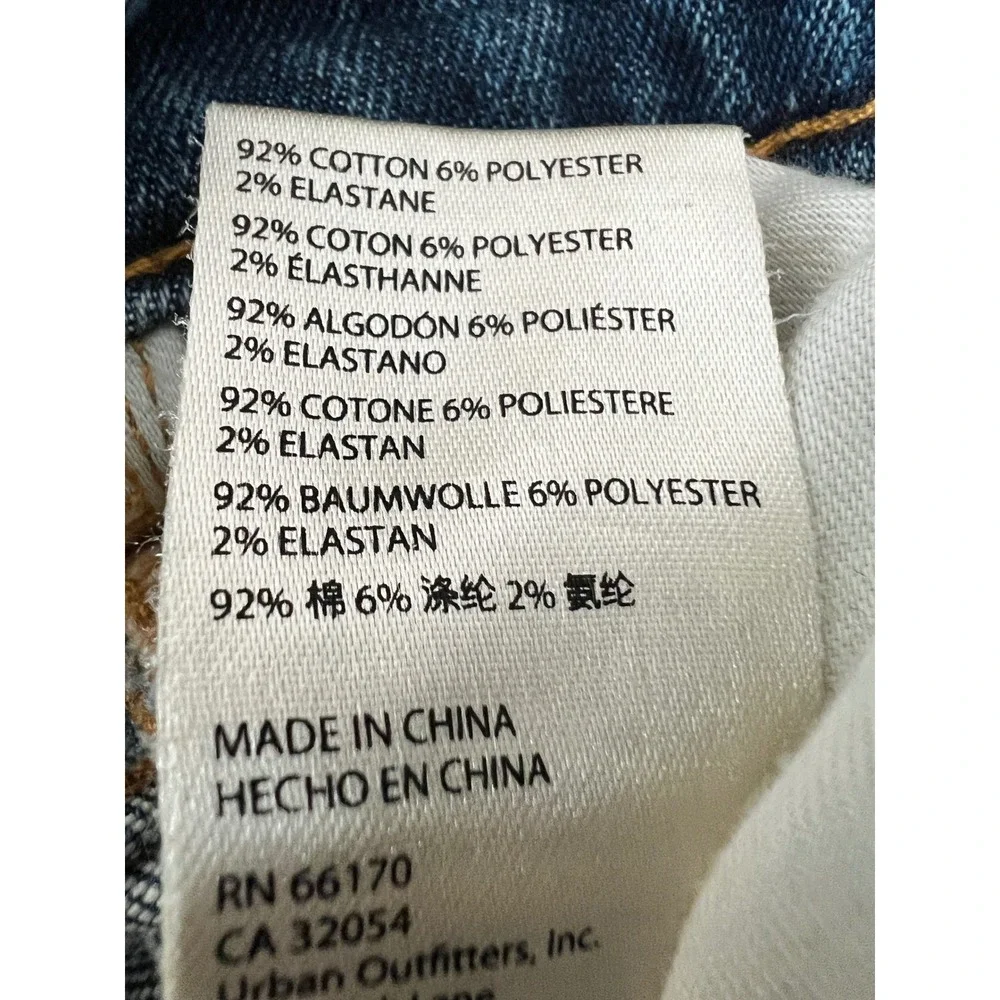 92% COTTON 6% POLYESTER
2% ELASTANE
92% COTON 6% POLYESTER
2% ÉLASTHANNE
92% ALGODÓN 6% POLIÉSTER
2% ELASTANO
92% COTONE 6% POLIESTERE
2% ELASTAN
92% BAUMWOLLE 6% POLYESTER
2% ELASTAN
92% 棉 6% 涤纶 2% 氨纶
MADE IN CHINA
HECHO EN CHINA
RN 66170
CA 32054
Urban Outfitters, Inc.
Lane